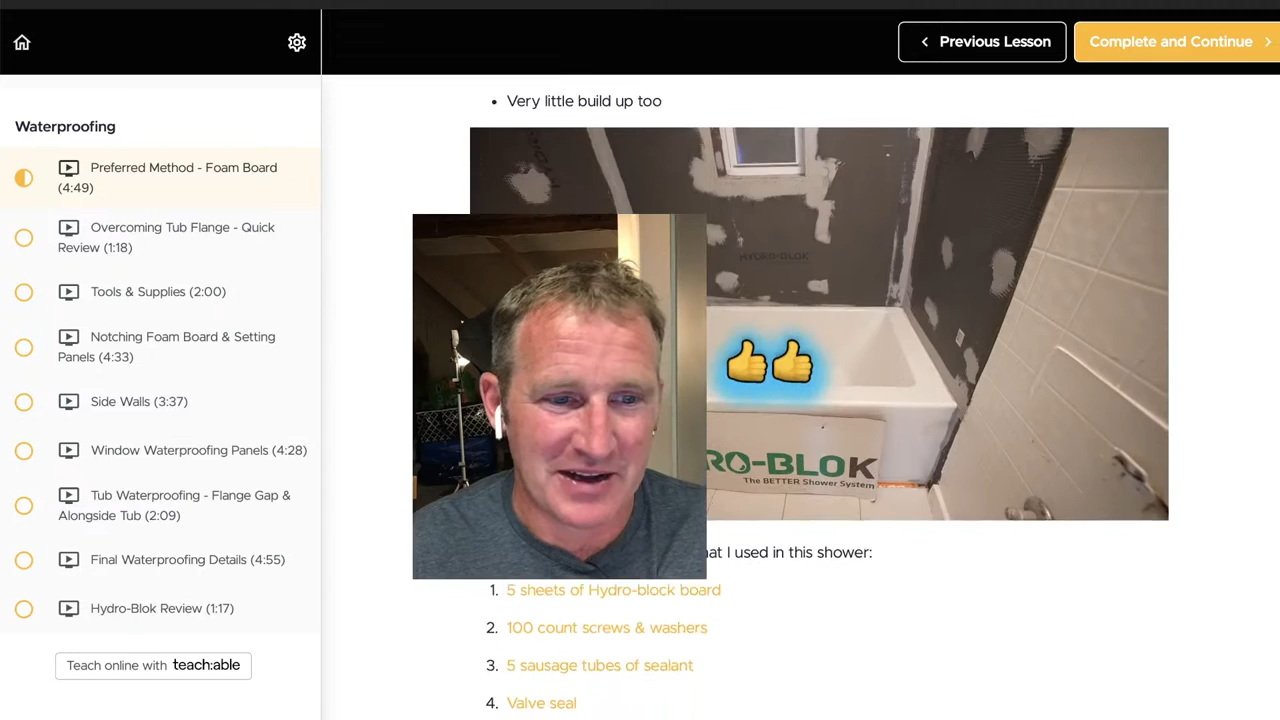 Previous Lesson
Complete and Continue
Waterproofing
Preferred Method - Foam Board
(4:49)
Overcoming Tub Flange - Quick
Review (1:18)
Tools & Supplies (2:00)
Notching Foam Board & Setting
Panels (4:33)
Side Walls (3:37)
Window Waterproofing Panels (4:28)
Tub Waterproofing - Flange Gap &
Alongside Tub (2:09)
Final Waterproofing Details (4:55)
Hydro-Blok Review (1:17)
Teach online with teach:able
• Very little build up too
HYDRO-BLOK
RO-BLOK
The BETTER Shower System
at I used in this shower:
1. 5 sheets of Hydro-block board
2. 100 count screws & washers
3. 5 sausage tubes of sealant
4. Valve seal